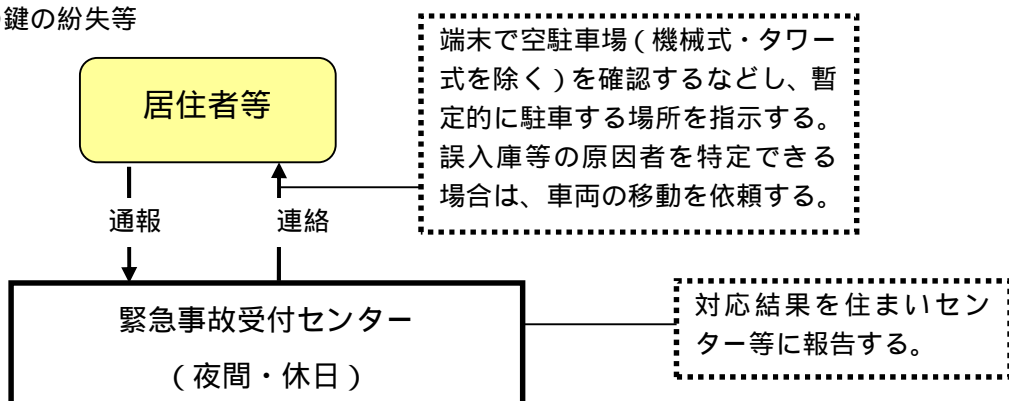 鍵の紛失等
端末で空駐車場（機械式・タワー
式を除く）を確認するなどし、暫
定的に駐車する場所を指示する。
誤入庫等の原因者を特定できる
場合は、車両の移動を依頼する。
居住者等
通報
連絡
緊急事故受付センター
（夜間・休日）
対応結果を住まいセン
ター等に報告する。